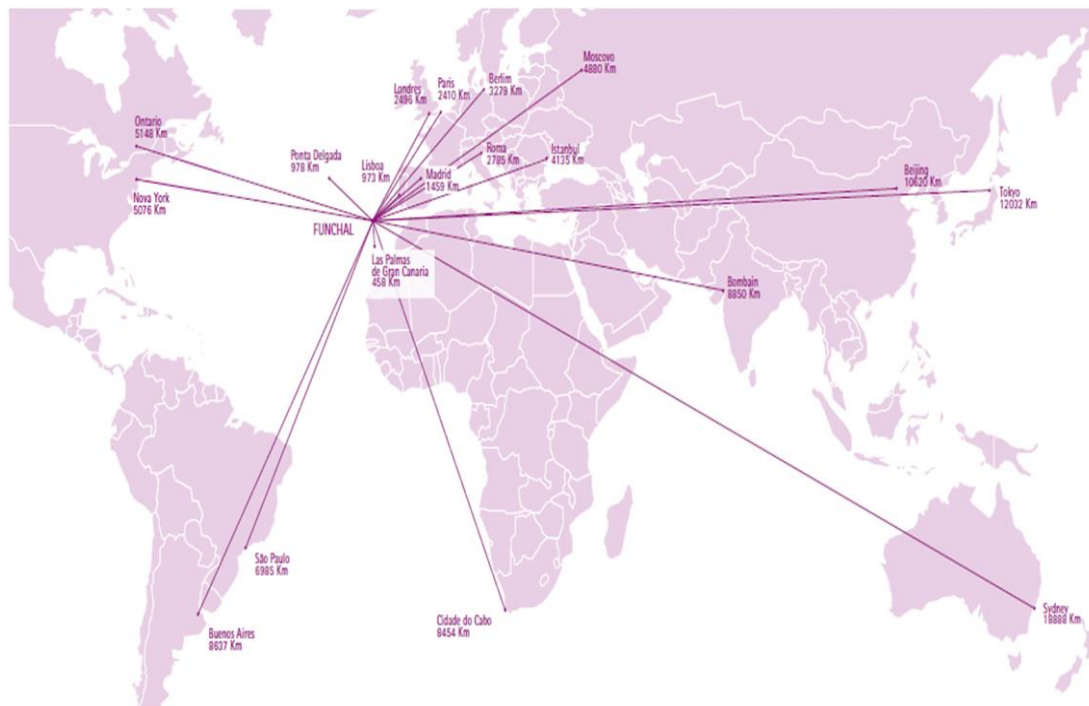 Moscovo
4880 Km
Berlim
3279 Km
Paris
2410 Km
Londres
2496 Km
Ontario
5148 Km
Ponta Delgada
978 Km
Lisboa
973 Km
Roma
2785 Km
Istanbul
4135 Km
Madrid
1459 Km
Beijing
10620 Km
Tokyo
12032 Km
Nova York
5076 Km
FUNCHAL
Las Palmas
de Gran Canaria
458 KM
Bombain
8850 Km
São Paulo
6985 Km
Buenos Aires
8637 Km
Cidade do Cabo
8454 Km
Sydney
18888 Km